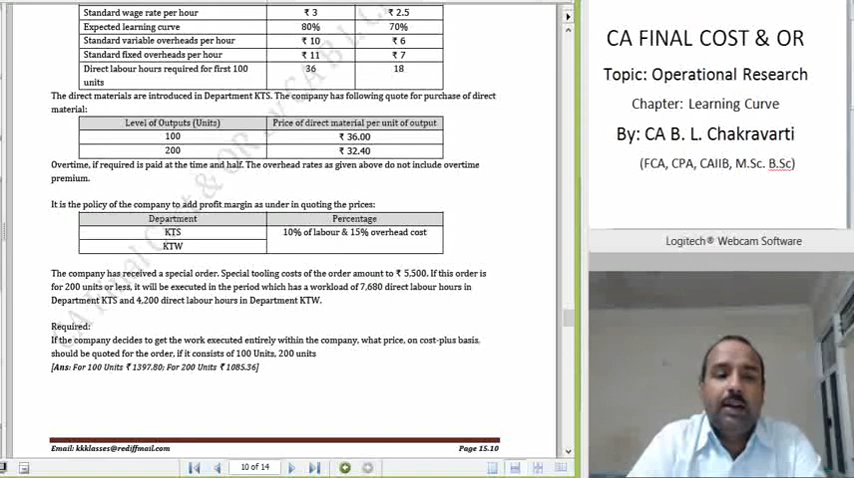 Standard wage rate per hour ₹ 3 ₹ 2.5
Expected learning curve 80% 70%
Standard variable overheads per hour ₹ 10 ₹ 6
Standard fixed overheads per hour ₹ 11 ₹ 7
Direct labour hours required for first 100 36 18
units
The direct materials are introduced in Department KTS. The company has following quote for purchase of direct
material:
Level of Outputs (Units) Price of direct material per unit of output
100 ₹ 36.00
200 ₹ 32.40
Overtime, if required is paid at the time and half. The overhead rates as given above do not include overtime
premium.
It is the policy of the company to add profit margin as under in quoting the prices:
Department Percentage
KTS 10% of labour & 15% overhead cost
KTW
The company has received a special order. Special tooling costs of the order amount to ₹ 5,500. If this order is
for 200 units or less, it will be executed in the period which has a workload of 7,680 direct labour hours in
Department KTS and 4,200 direct labour hours in Department KTW.
Required:
If the company decides to get the work executed entirely within the company, what price, on cost-plus basis,
should be quoted for the order, if it consists of 100 Units, 200 units
[Ans: For 100 Units ₹ 1397.80; For 200 Units ₹ 1085.36]
Email: kkklasses@rediffmail.com Page 15.10
10 of 14
CA FINAL COST & OR
Topic: Operational Research
Chapter: Learning Curve
By: CA B. L. Chakravarti
(FCA, CPA, CAIIB, M.Sc. B.Sc)
Logitech® Webcam Software